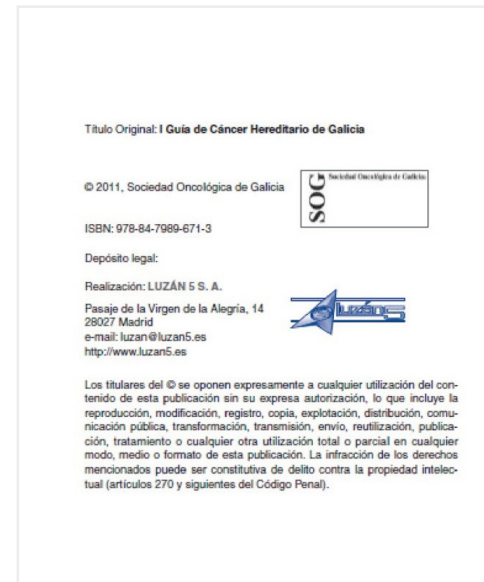 Título Original: I Guía de Cáncer Hereditario de Galicia
© 2011, Sociedad Oncológica de Galicia
SOG
Sociedad Oncológica de Galicia
ISBN: 978-84-7989-671-3
Depósito legal:
Realización: LUZÁN 5 S. A.
Pasaje de la Virgen de la Alegría, 14
28027 Madrid
e-mail: luzan@luzan5.es
http://www.luzan5.es
luzán5
Los titulares del © se oponen expresamente a cualquier utilización del con-
tenido de esta publicación sin su expresa autorización, lo que incluye la
reproducción, modificación, registro, copia, explotación, distribución, comu-
nicación pública, transformación, transmisión, envío, reutilización, publica-
ción, tratamiento o cualquier otra utilización total o parcial en cualquier
modo, medio o formato de esta publicación. La infracción de los derechos
mencionados puede ser constitutiva de delito contra la propiedad intelec-
tual (artículos 270 y siguientes del Código Penal).